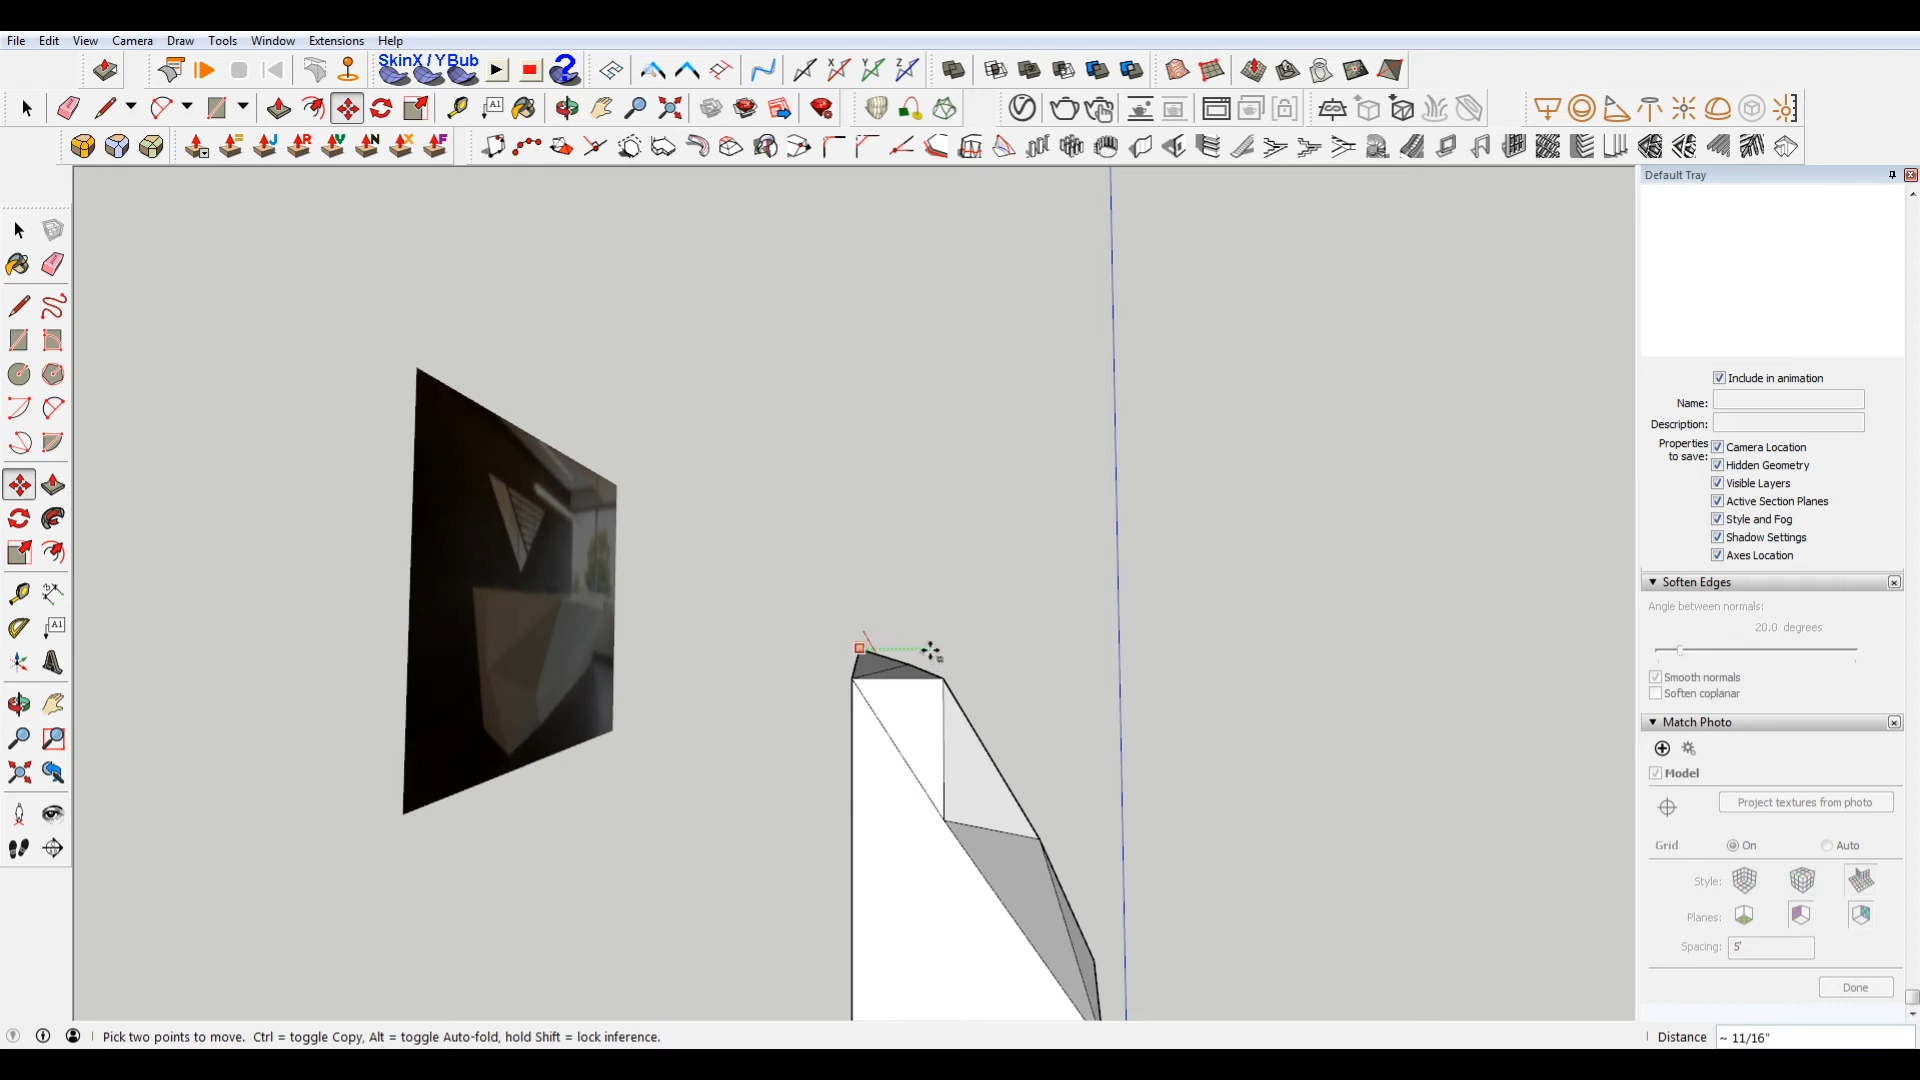 File Edit View Camera Draw Tools Window Extensions Help
SkinX / YBub
X Y Z
A1
= J R V N X F
Default Tray
Include in animation
Name:
Description:
Properties to save:
Camera Location
Hidden Geometry
Visible Layers
Active Section Planes
Style and Fog
Shadow Settings
Axes Location
Soften Edges
Angle between normals:
20.0 degrees
Smooth normals
Soften coplanar
A1
Match Photo
Model
Project textures from photo
Grid On Auto
Style:
Planes:
Spacing: 5'
Done
Pick two points to move. Ctrl = toggle Copy, Alt = toggle Auto-fold, hold Shift = lock inference.
Distance ~ 11/16"